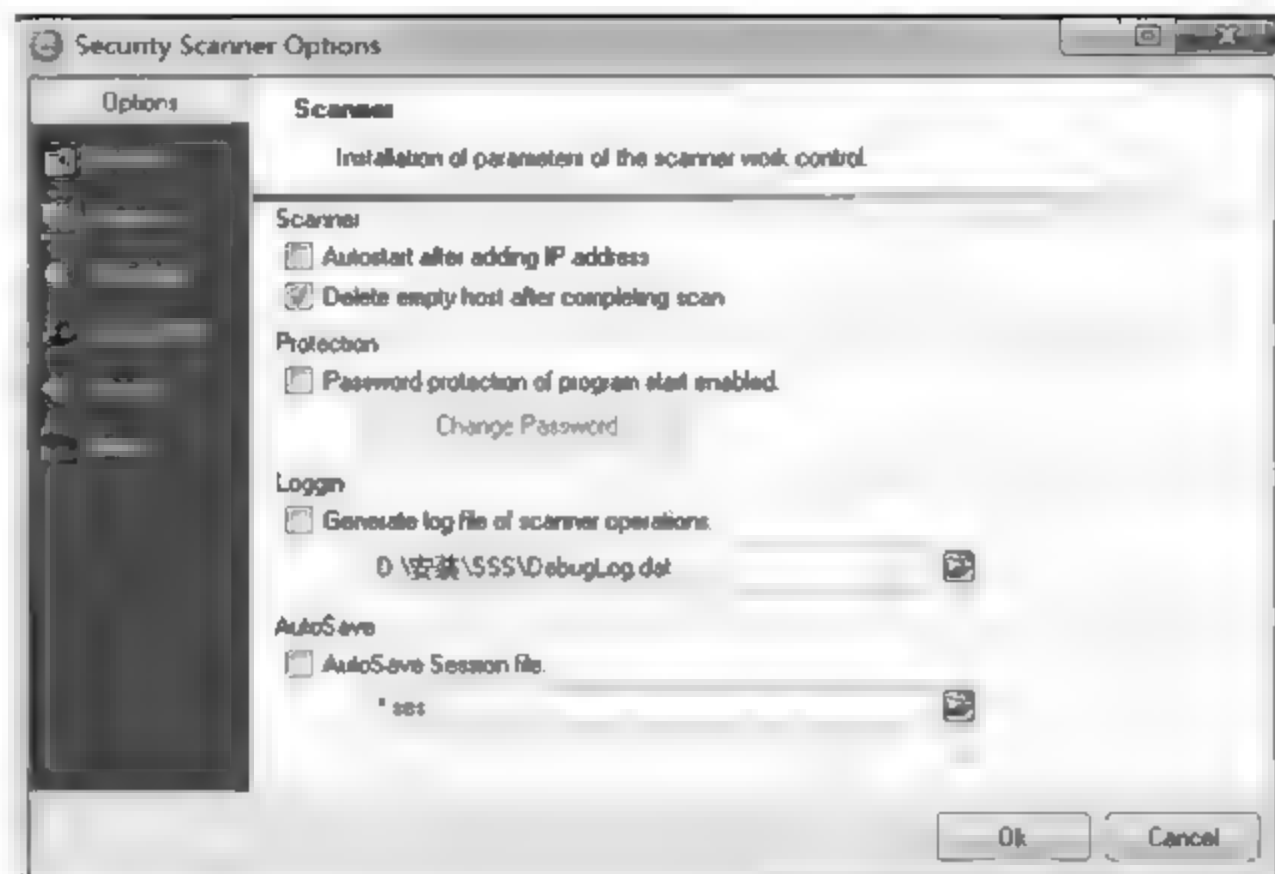 Security Scanner Options
Options
Scanner
Installation of parameters of the scanner work control.
Scanner
Autostart after adding IP address
Delete empty host after completing scan
Protection
Password protection of program start enabled.
Change Password
Loggin
Generate log file of scanner operations.
D:\安装\SSS\DebugLog.dat
AutoSave
AutoSave Session file.
*.ses
Ok
Cancel